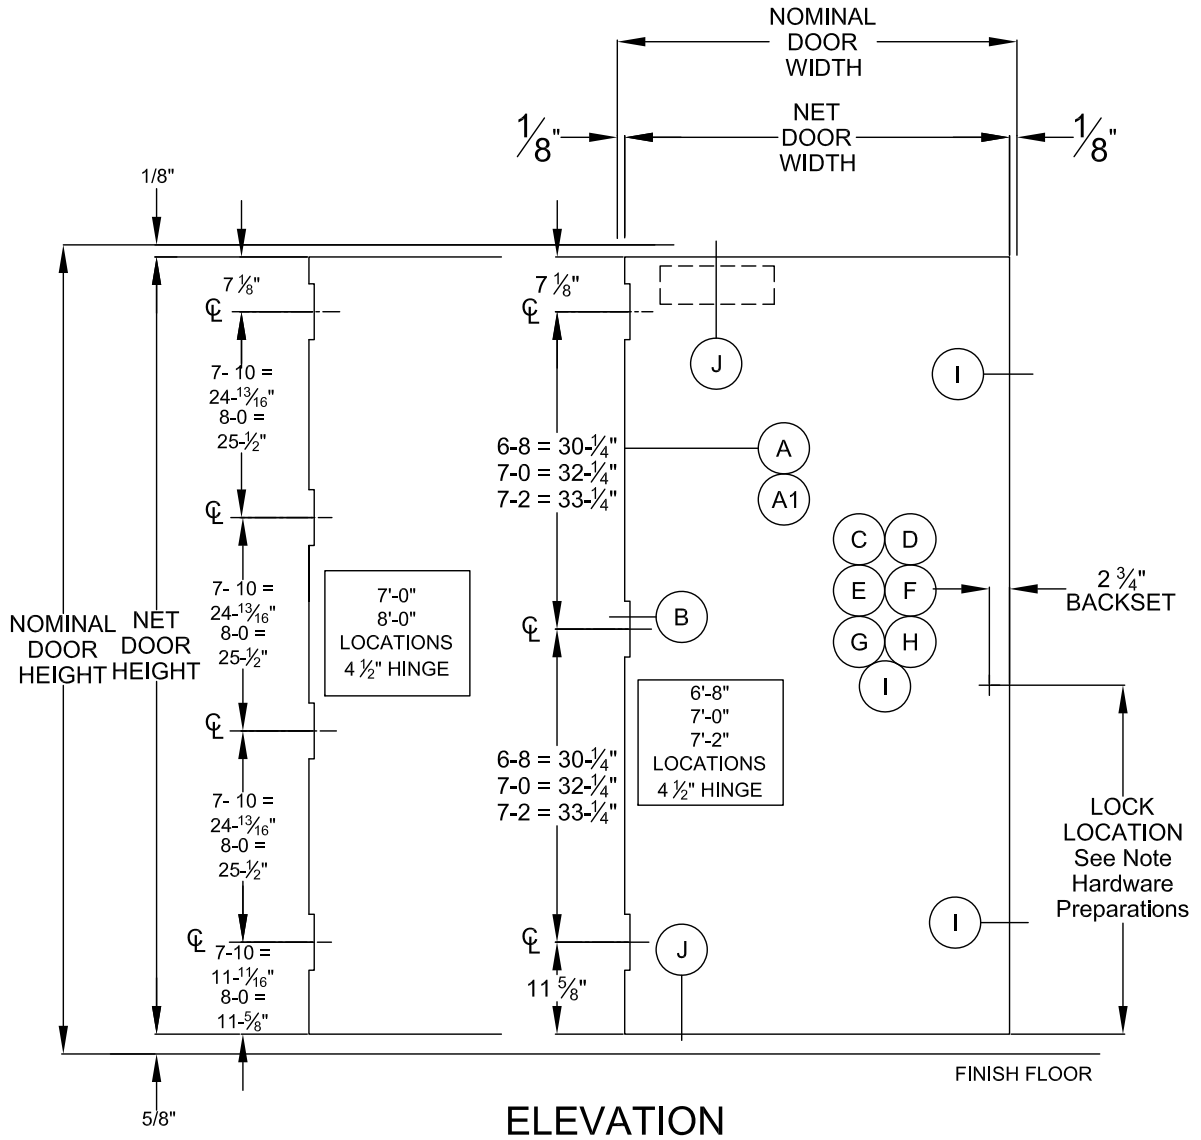 NOMINAL
DOOR
WIDTH
NET
DOOR
WIDTH
1/8"
1/8"
1/8"
7 1/8"
7 1/8"
℄
℄
J
I
7- 10 =
24-13/16"
8-0 =
25-1/2"
6-8 = 30-1/4"
7-0 = 32-1/4"
7-2 = 33-1/4"
A
A1
℄
C
D
E
F
G
H
I
2 3/4"
BACKSET
7- 10 =
24-13/16"
8-0 =
25-1/2"
7'-0"
8'-0"
LOCATIONS
4 1/2" HINGE
℄
B
NOMINAL
DOOR
HEIGHT
NET
DOOR
HEIGHT
℄
6'-8"
7'-0"
7'-2"
LOCATIONS
4 1/2" HINGE
6-8 = 30-1/4"
7-0 = 32-1/4"
7-2 = 33-1/4"
7- 10 =
24-13/16"
8-0 =
25-1/2"
LOCK
LOCATION
See Note
Hardware
Preparations
℄
℄
J
I
7-10 =
11-11/16"
8-0 =
11-5/8"
11 5/8"
FINISH FLOOR
5/8"
ELEVATION